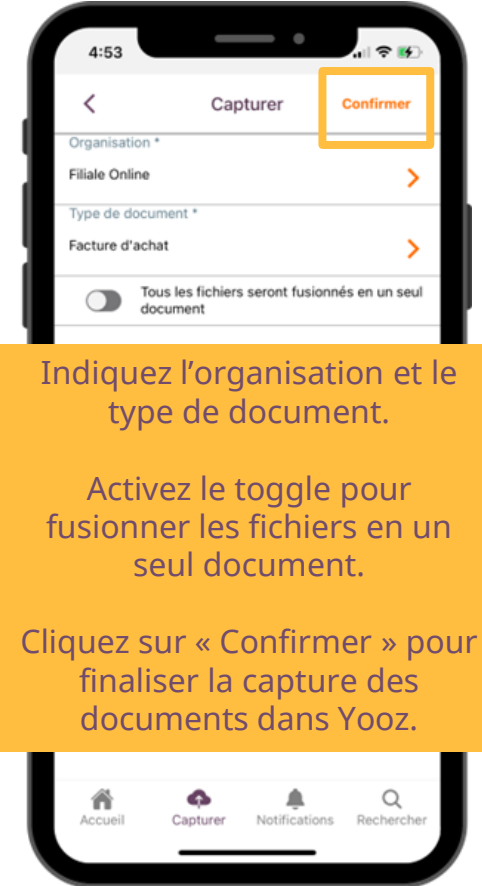 4:53
Capturer
Confirmer
Organisation *
Filiale Online
Type de document *
Facture d'achat
Tous les fichiers seront fusionnés en un seul
document
Indiquez l’organisation et le
type de document.
Activez le toggle pour
fusionner les fichiers en un
seul document.
Cliquez sur « Confirmer » pour
finaliser la capture des
documents dans Yooz.
Accueil
Capturer
Notifications
Rechercher